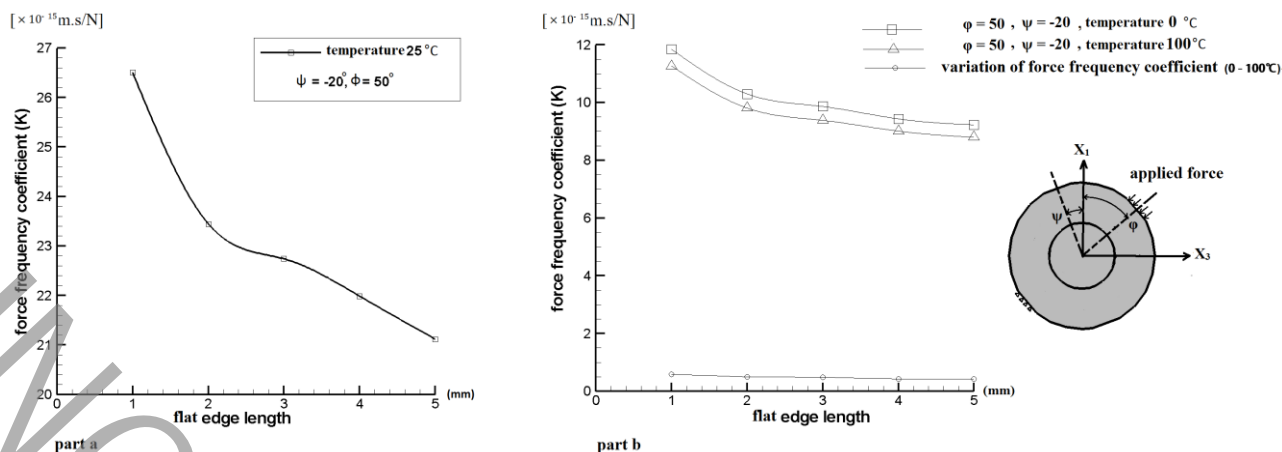 [ × 10⁻¹⁵m.s/N]
force frequency coefficient (K)
27
26
25
24
23
22
21
20
temperature 25°C
ψ = -20°, Φ = 50°
0 1 2 3 4 5 (mm)
flat edge length
part a
[ × 10⁻¹⁵m.s/N]
force frequency coefficient (K)
12
10
8
6
4
2
0
φ = 50 , ψ = -20 , temperature 0 °C
φ = 50 , ψ = -20 , temperature 100°C
variation of force frequency coefficient (0 - 100℃)
X₁
applied force
ψ
φ
X₃
0 1 2 3 4 5 (mm)
flat edge length
part b